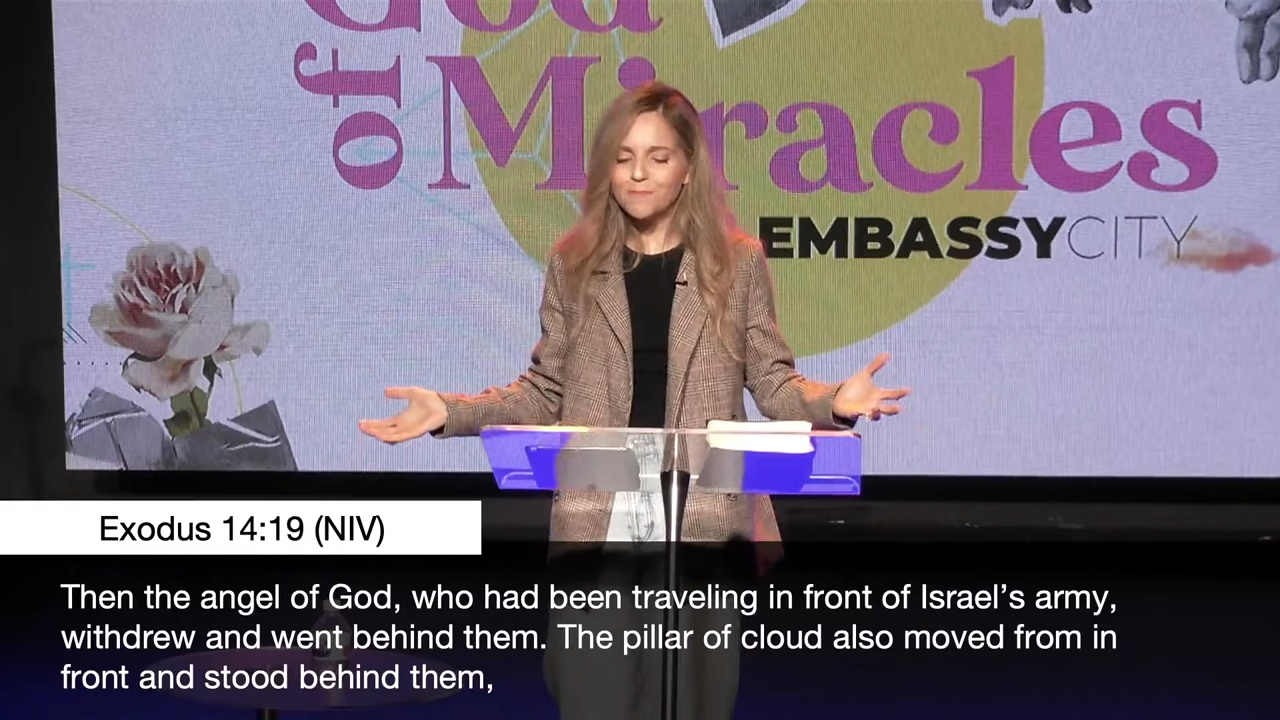 God
of Miracles
EMBASSYCITY
Exodus 14:19 (NIV)
Then the angel of God, who had been traveling in front of Israel's army,
withdrew and went behind them. The pillar of cloud also moved from in
front and stood behind them,